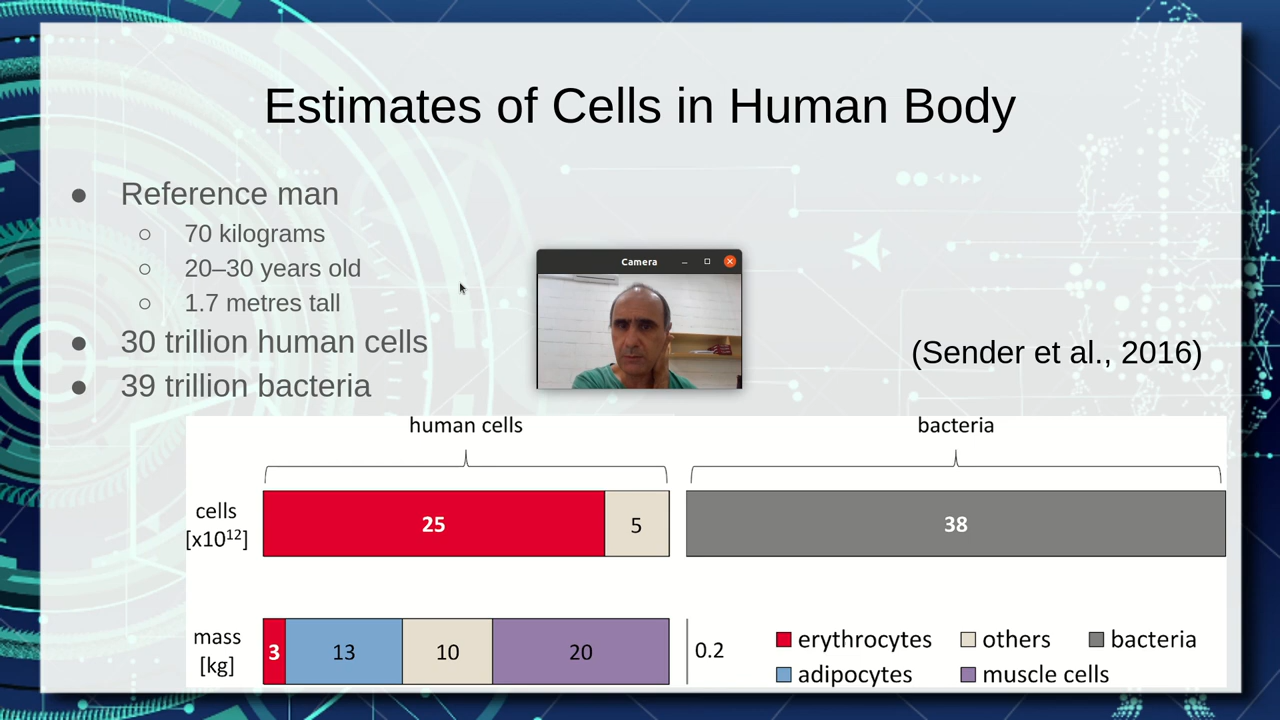 Estimates of Cells in Human Body
● Reference man
○ 70 kilograms
○ 20–30 years old
○ 1.7 metres tall
● 30 trillion human cells
● 39 trillion bacteria
Camera
(Sender et al., 2016)
human cells bacteria
cells
[x10¹²]
25 5 38
mass
[kg]
3 13 10 20 0.2
erythrocytes others bacteria
adipocytes muscle cells